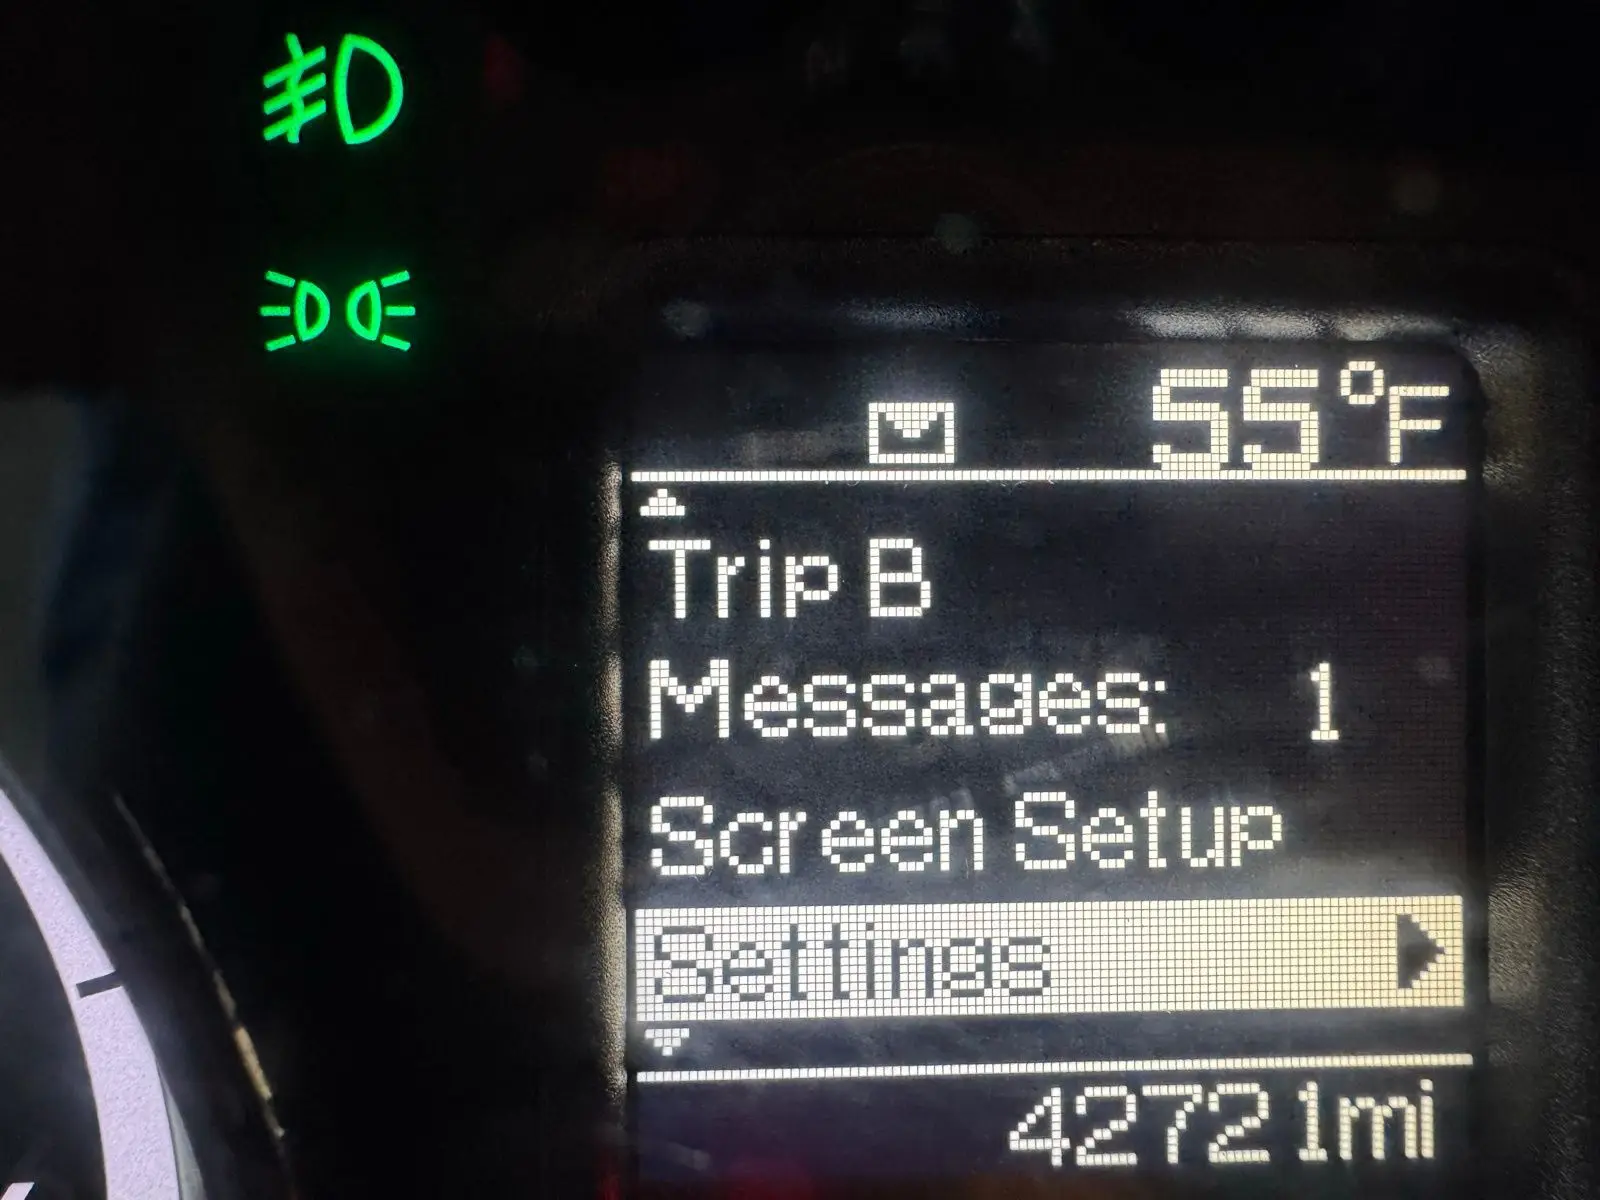 55°F
Trip B
Messages: 1
Screen Setup
Settings
42721mi